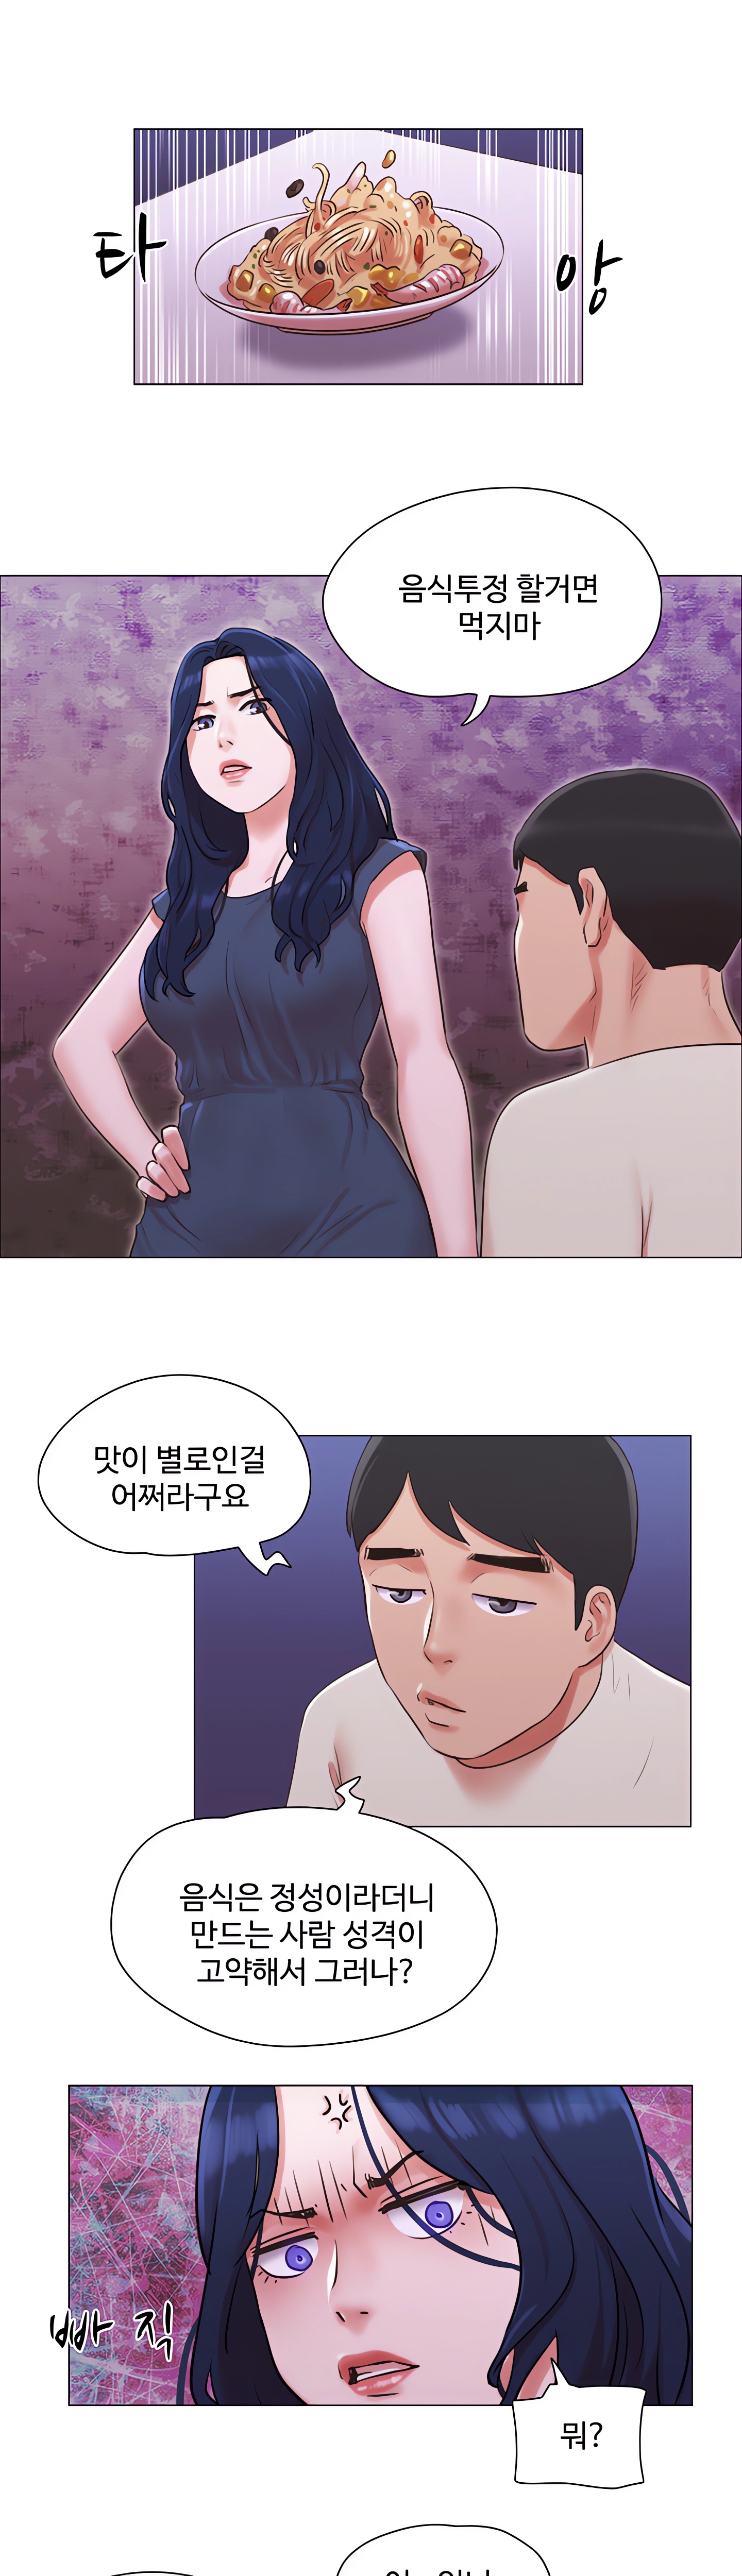 타
앙
음식투정 할거면
먹지마
맛이 별로인걸
어쩌라구요
음식은 정성이라더니
만드는 사람 성격이
고약해서 그러나?
빠 직
뭐?